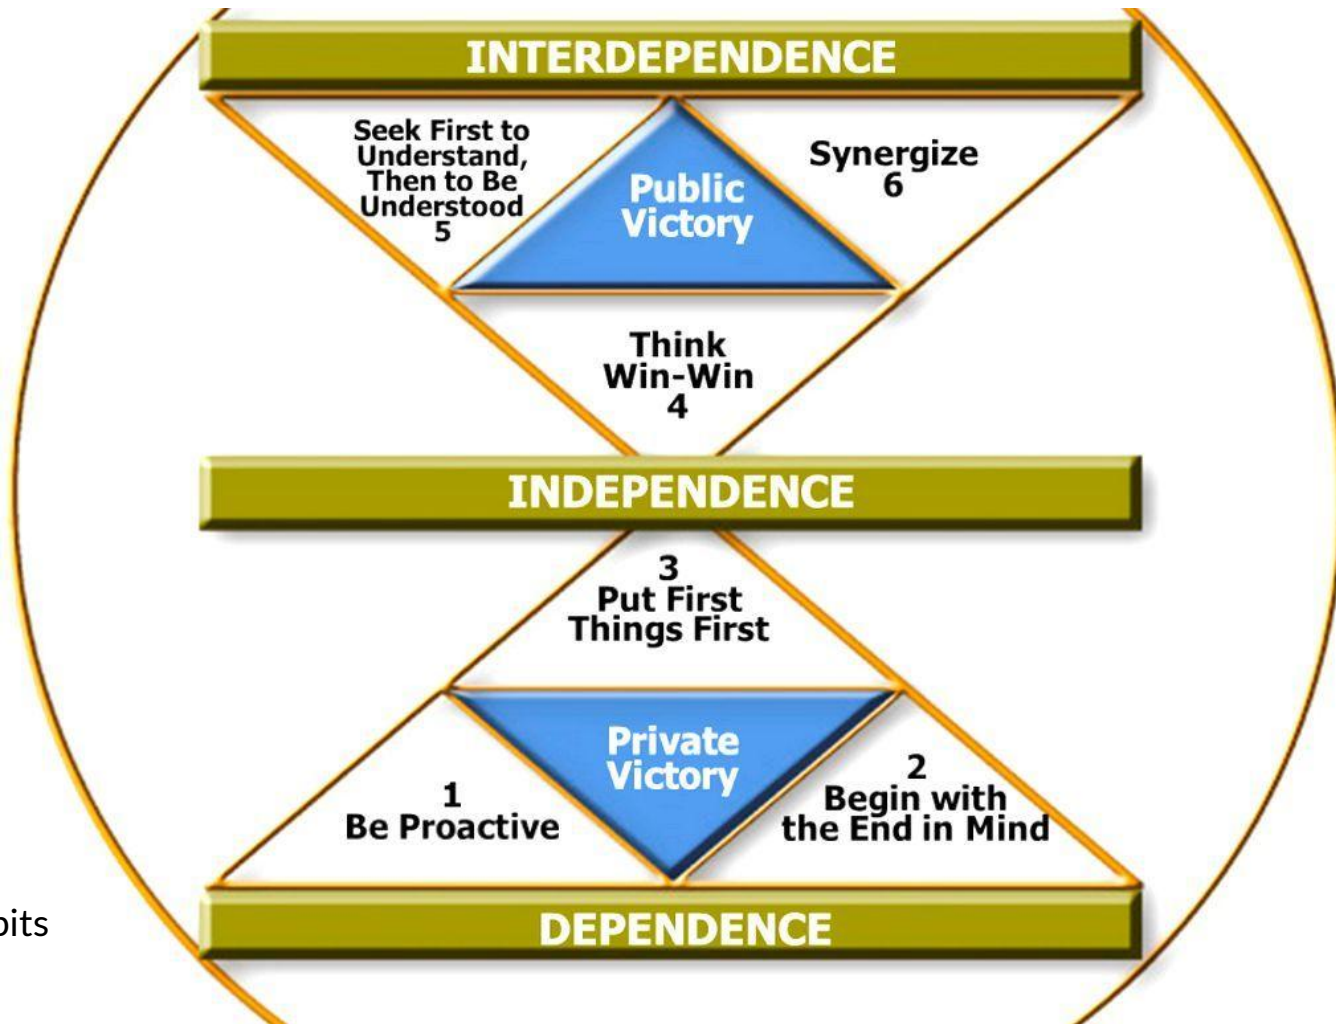 INTERDEPENDENCE
Seek First to
Understand,
Then to Be
Understood
5
Public
Victory
Synergize
6
Think
Win-Win
4
INDEPENDENCE
3
Put First
Things First
Private
Victory
1
Be Proactive
2
Begin with
the End in Mind
DEPENDENCE